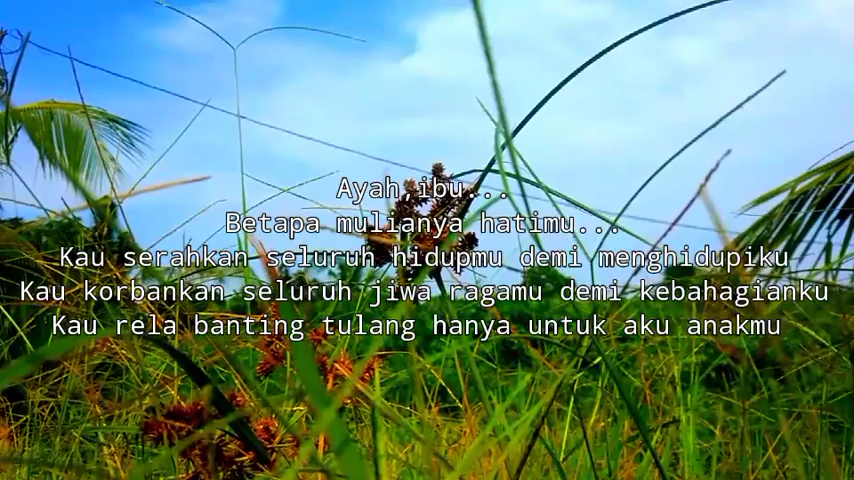 Ayah,ibu...
Betapa mulianya hatimu...
Kau serahkan seluruh hidupmu demi menghidupiku
Kau korbankan seluruh jiwa ragamu demi kebahagianku
Kau rela banting tulang hanya untuk aku anakmu